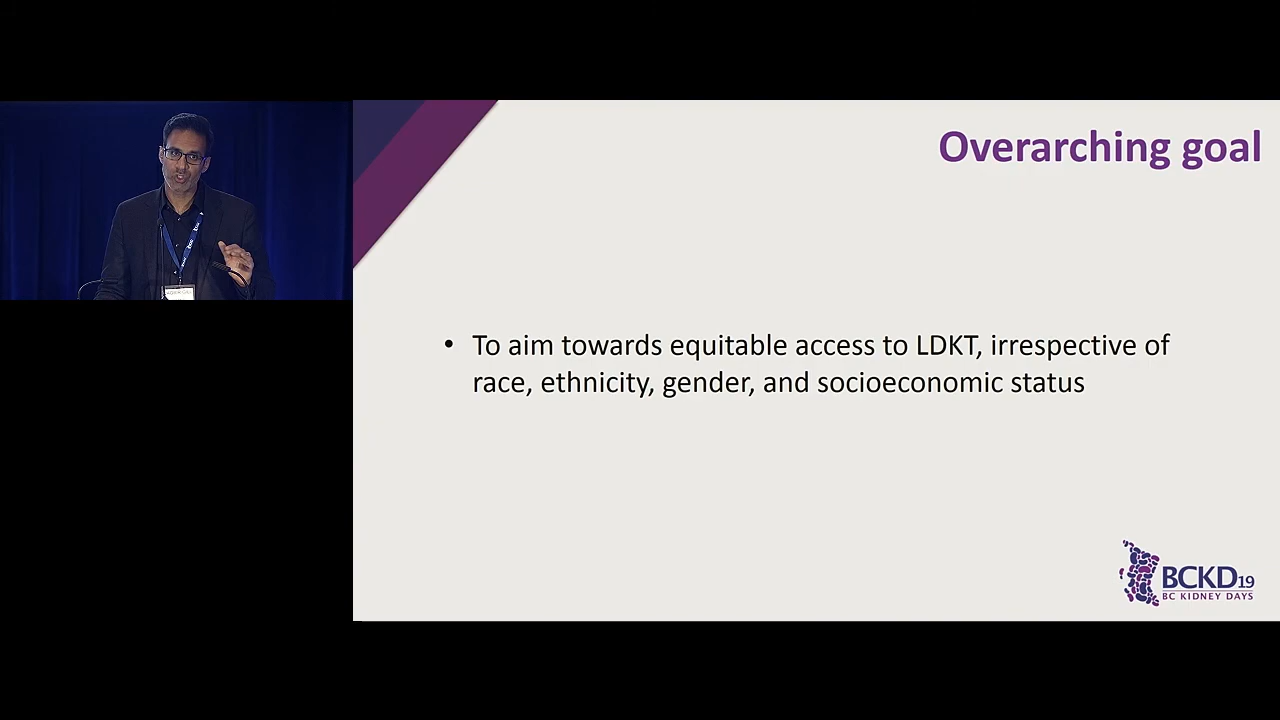 Overarching goal
• To aim towards equitable access to LDKT, irrespective of
race, ethnicity, gender, and socioeconomic status
BCKD19
BC KIDNEY DAYS